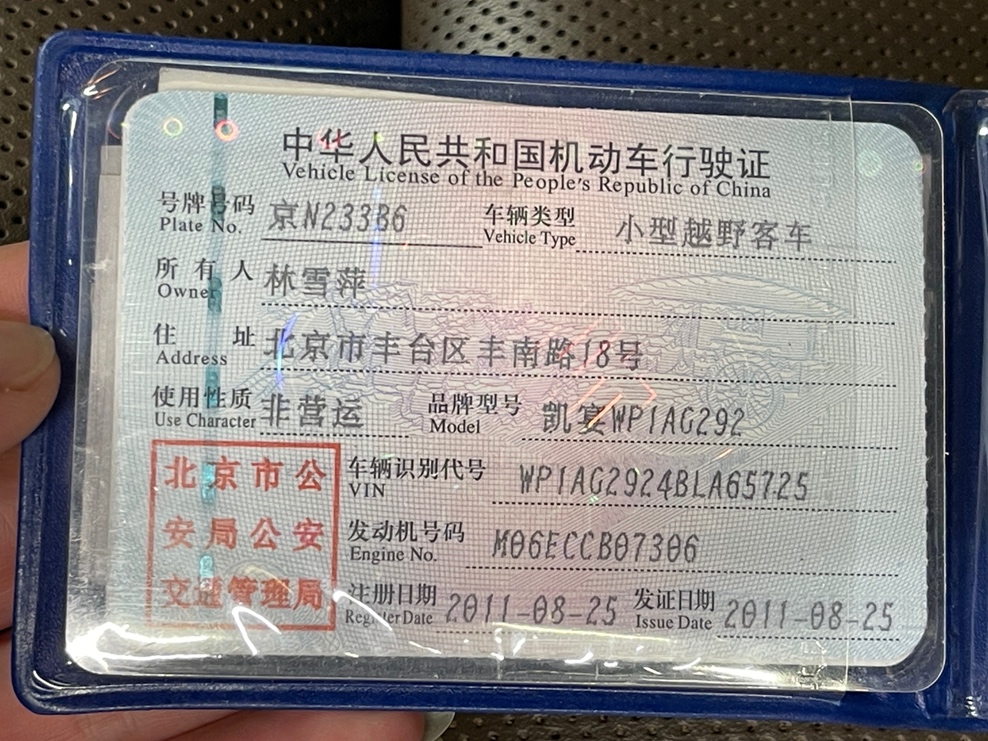 中华人民共和国机动车行驶证
Vehicle License of the People's Republic of China
号牌号码 京N233B6 车辆类型 小型越野客车
Plate No. Vehicle Type
所有人 林雪萍
Owner
住址 北京市丰台区丰南路18号
Address
使用性质 非营运 品牌型号 凯宴WP1AG292
Use Character Model
北京市公
安局公安
交通管理局
车辆识别代号 WP1AG2924BLA65725
VIN
发动机号码 M06ECCB07306
Engine No.
注册日期 2011-08-25 发证日期 2011-08-25
Register Date Issue Date